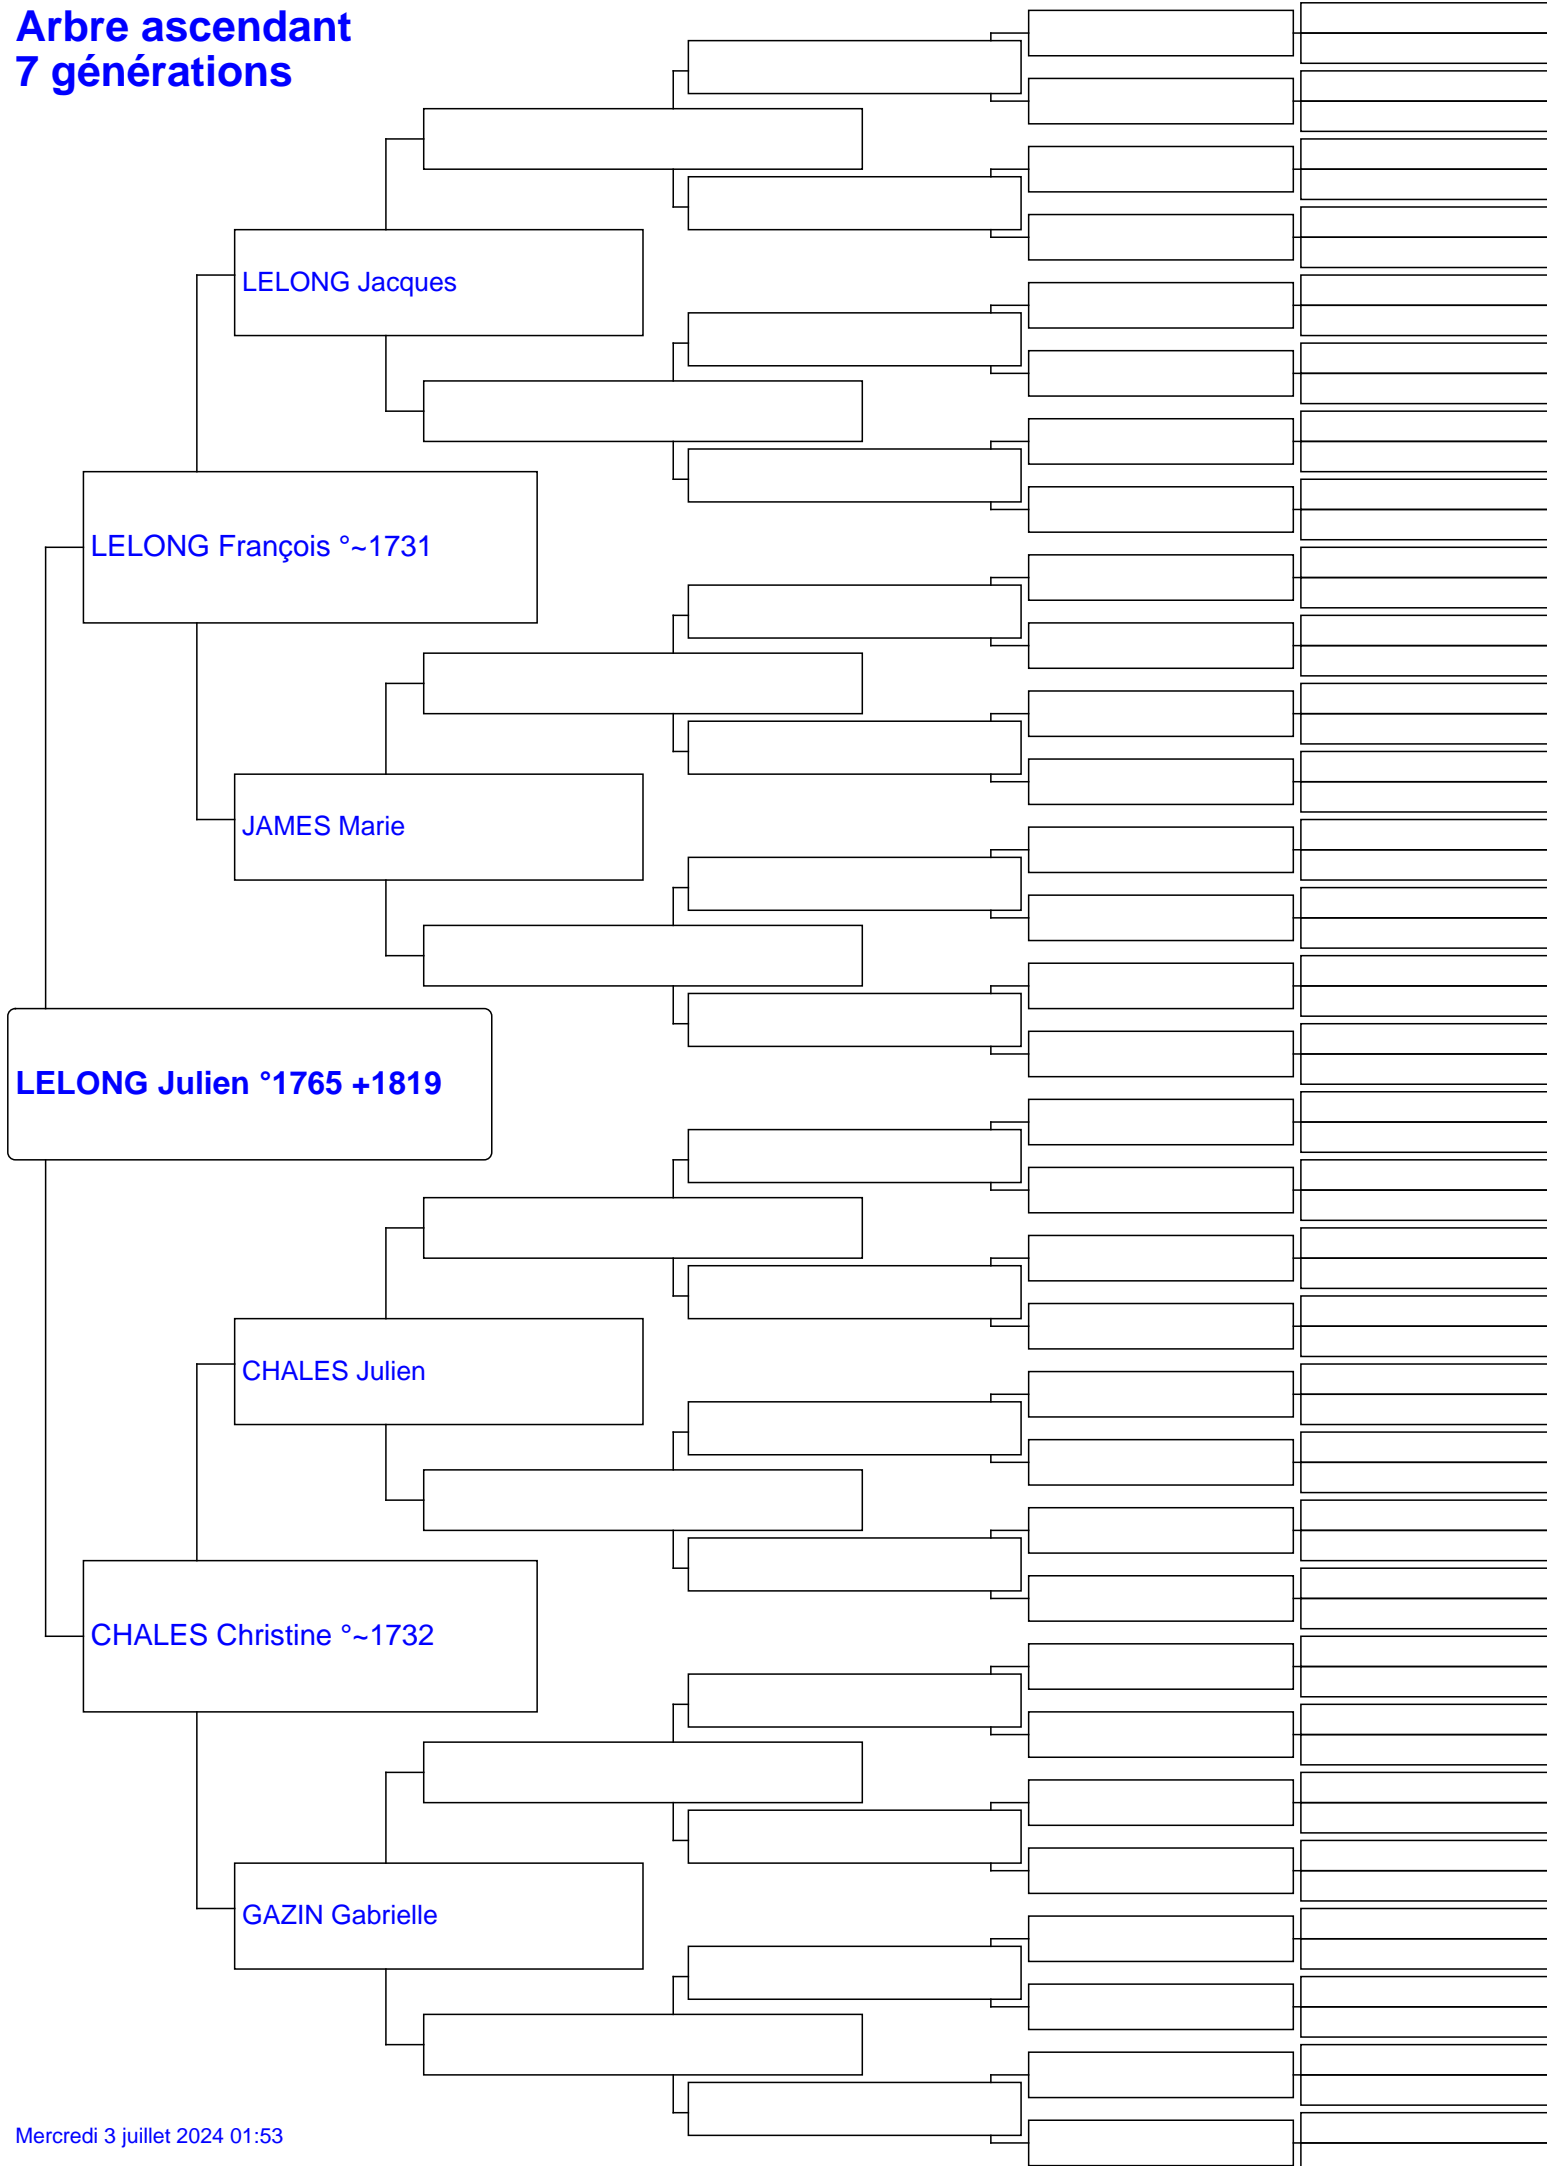 Arbre ascendant
7 générations
LELONG Jacques
LELONG François °~1731
JAMES Marie
LELONG Julien °1765 +1819
CHALES Julien
CHALES Christine °~1732
GAZIN Gabrielle
Mercredi 3 juillet 2024 01:53